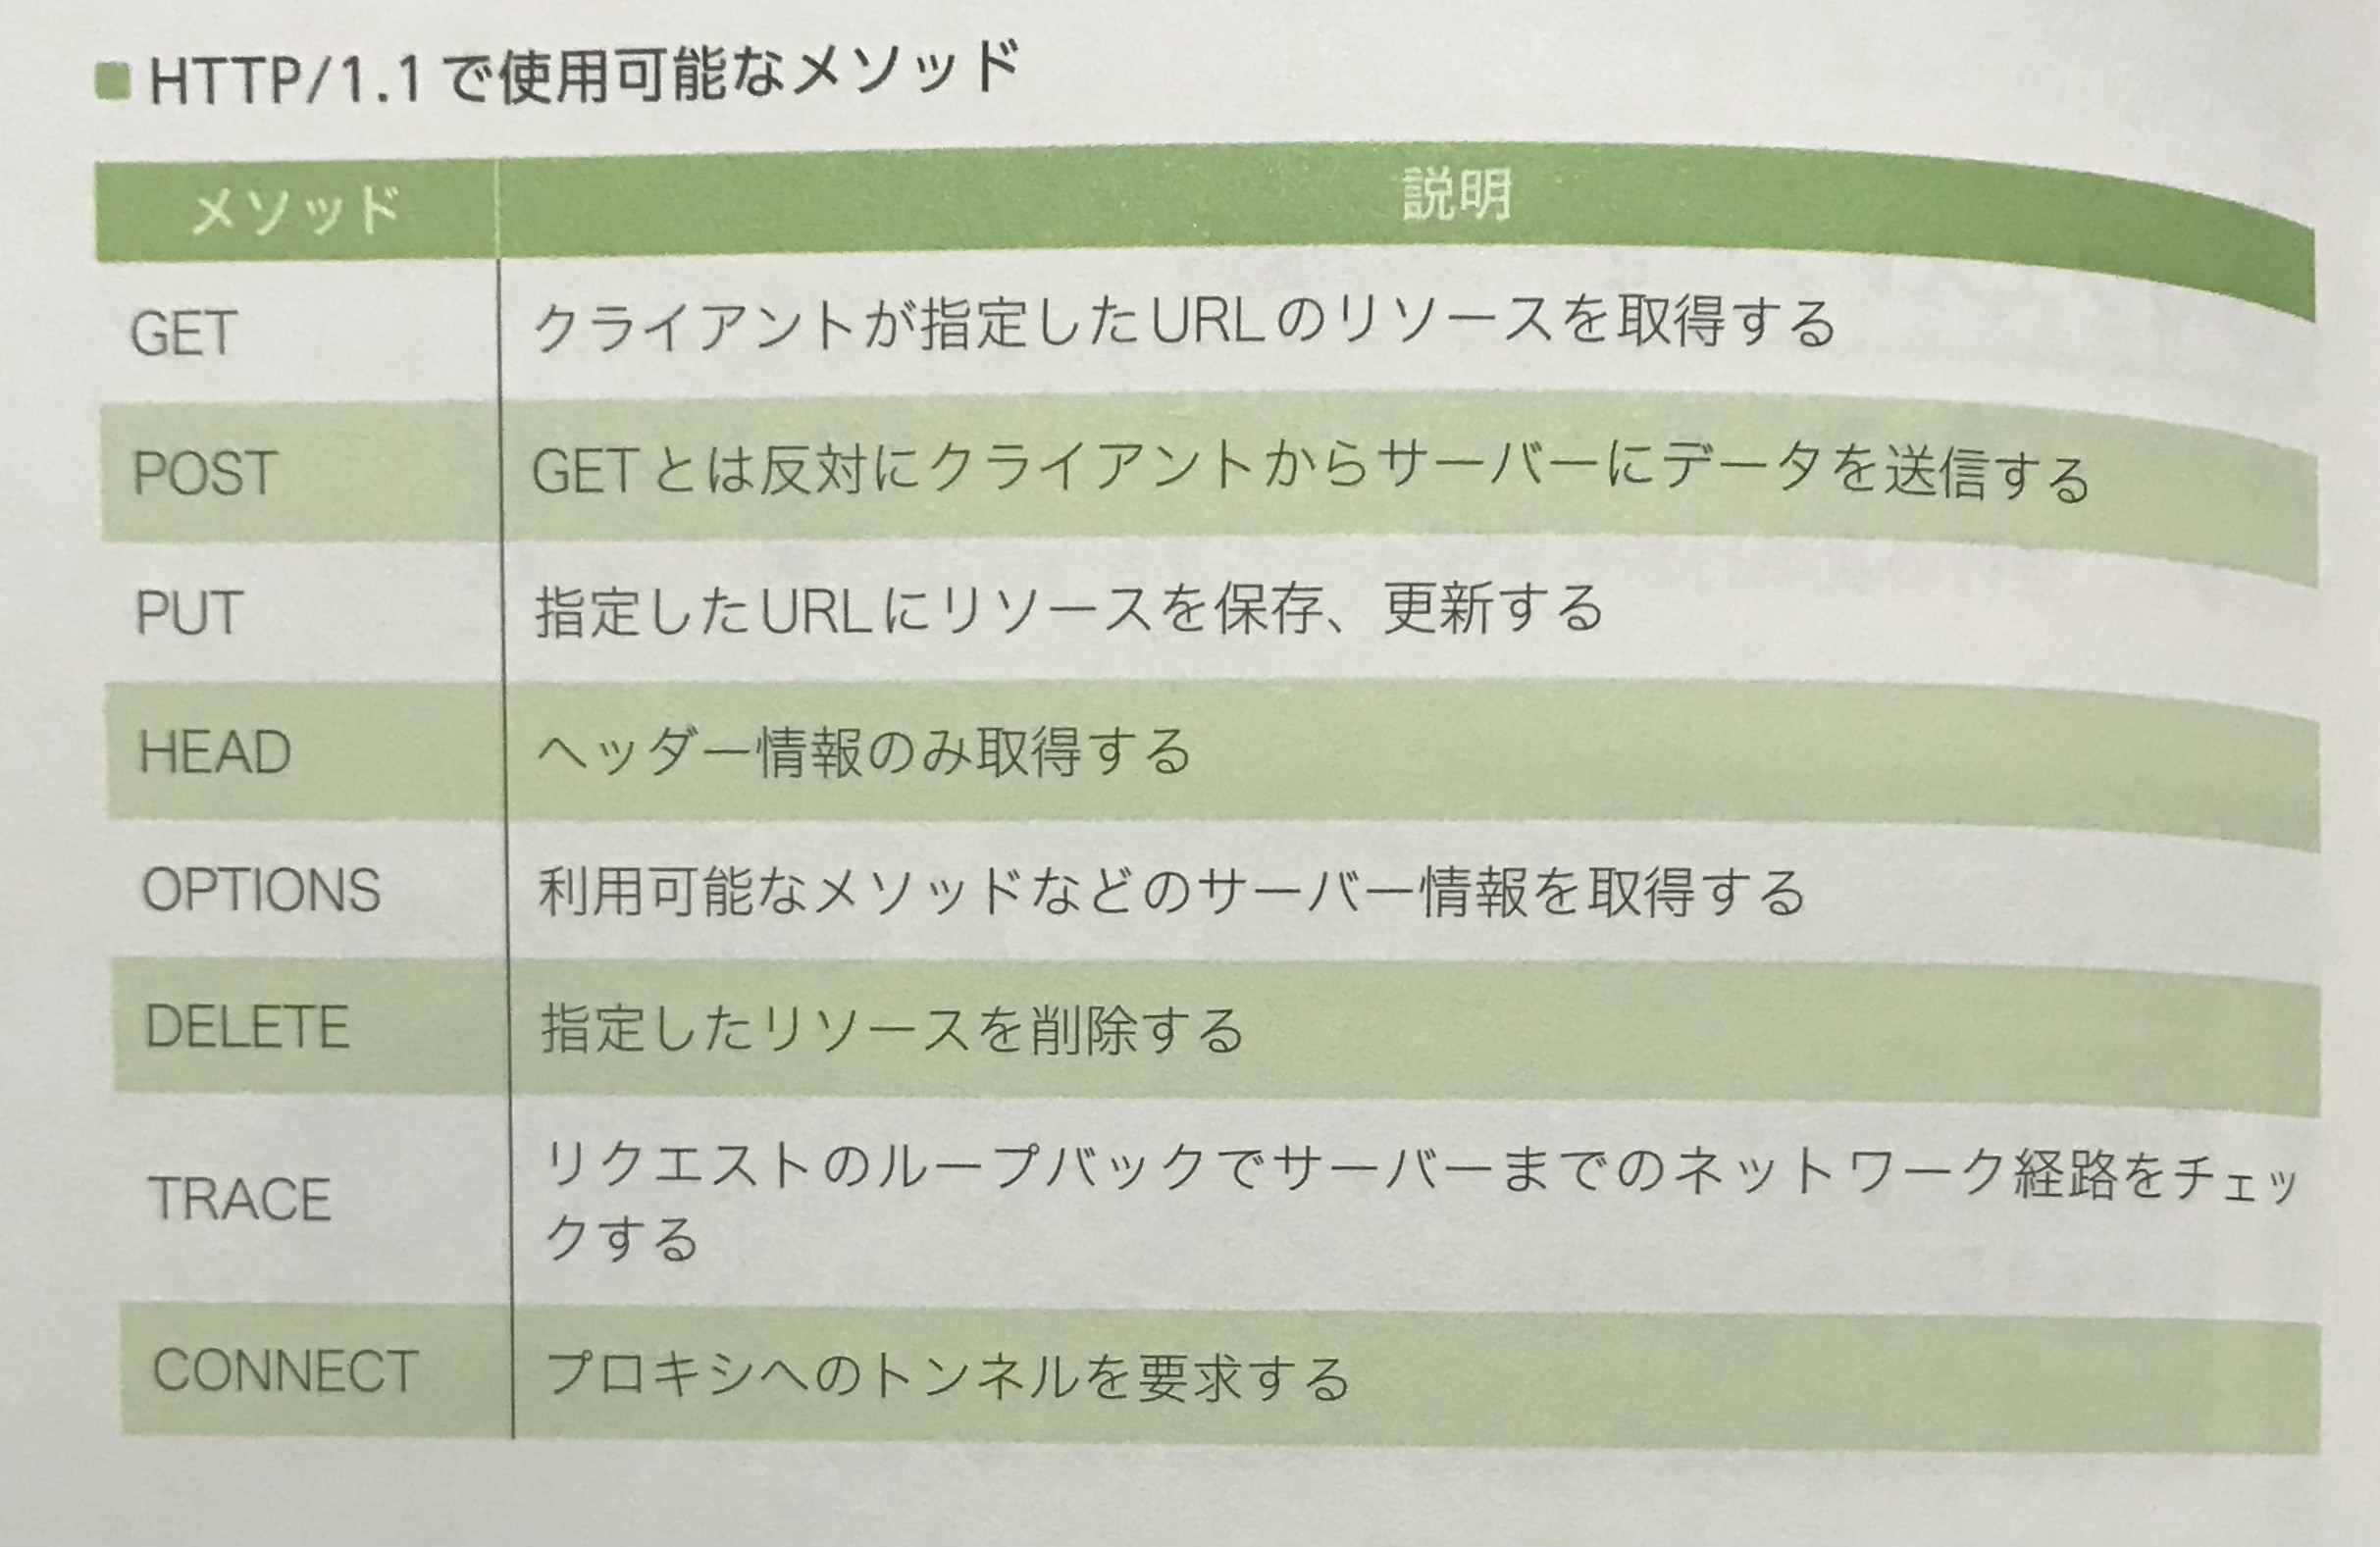 ■HTTP/1.1で使用可能なメソッド
メソッド 説明
GET クライアントが指定したURLのリソースを取得する
POST GETとは反対にクライアントからサーバーにデータを送信する
PUT 指定したURLにリソースを保存、更新する
HEAD ヘッダー情報のみ取得する
OPTIONS 利用可能なメソッドなどのサーバー情報を取得する
DELETE 指定したリソースを削除する
TRACE リクエストのループバックでサーバーまでのネットワーク経路をチェッ
クする
CONNECT プロキシへのトンネルを要求する